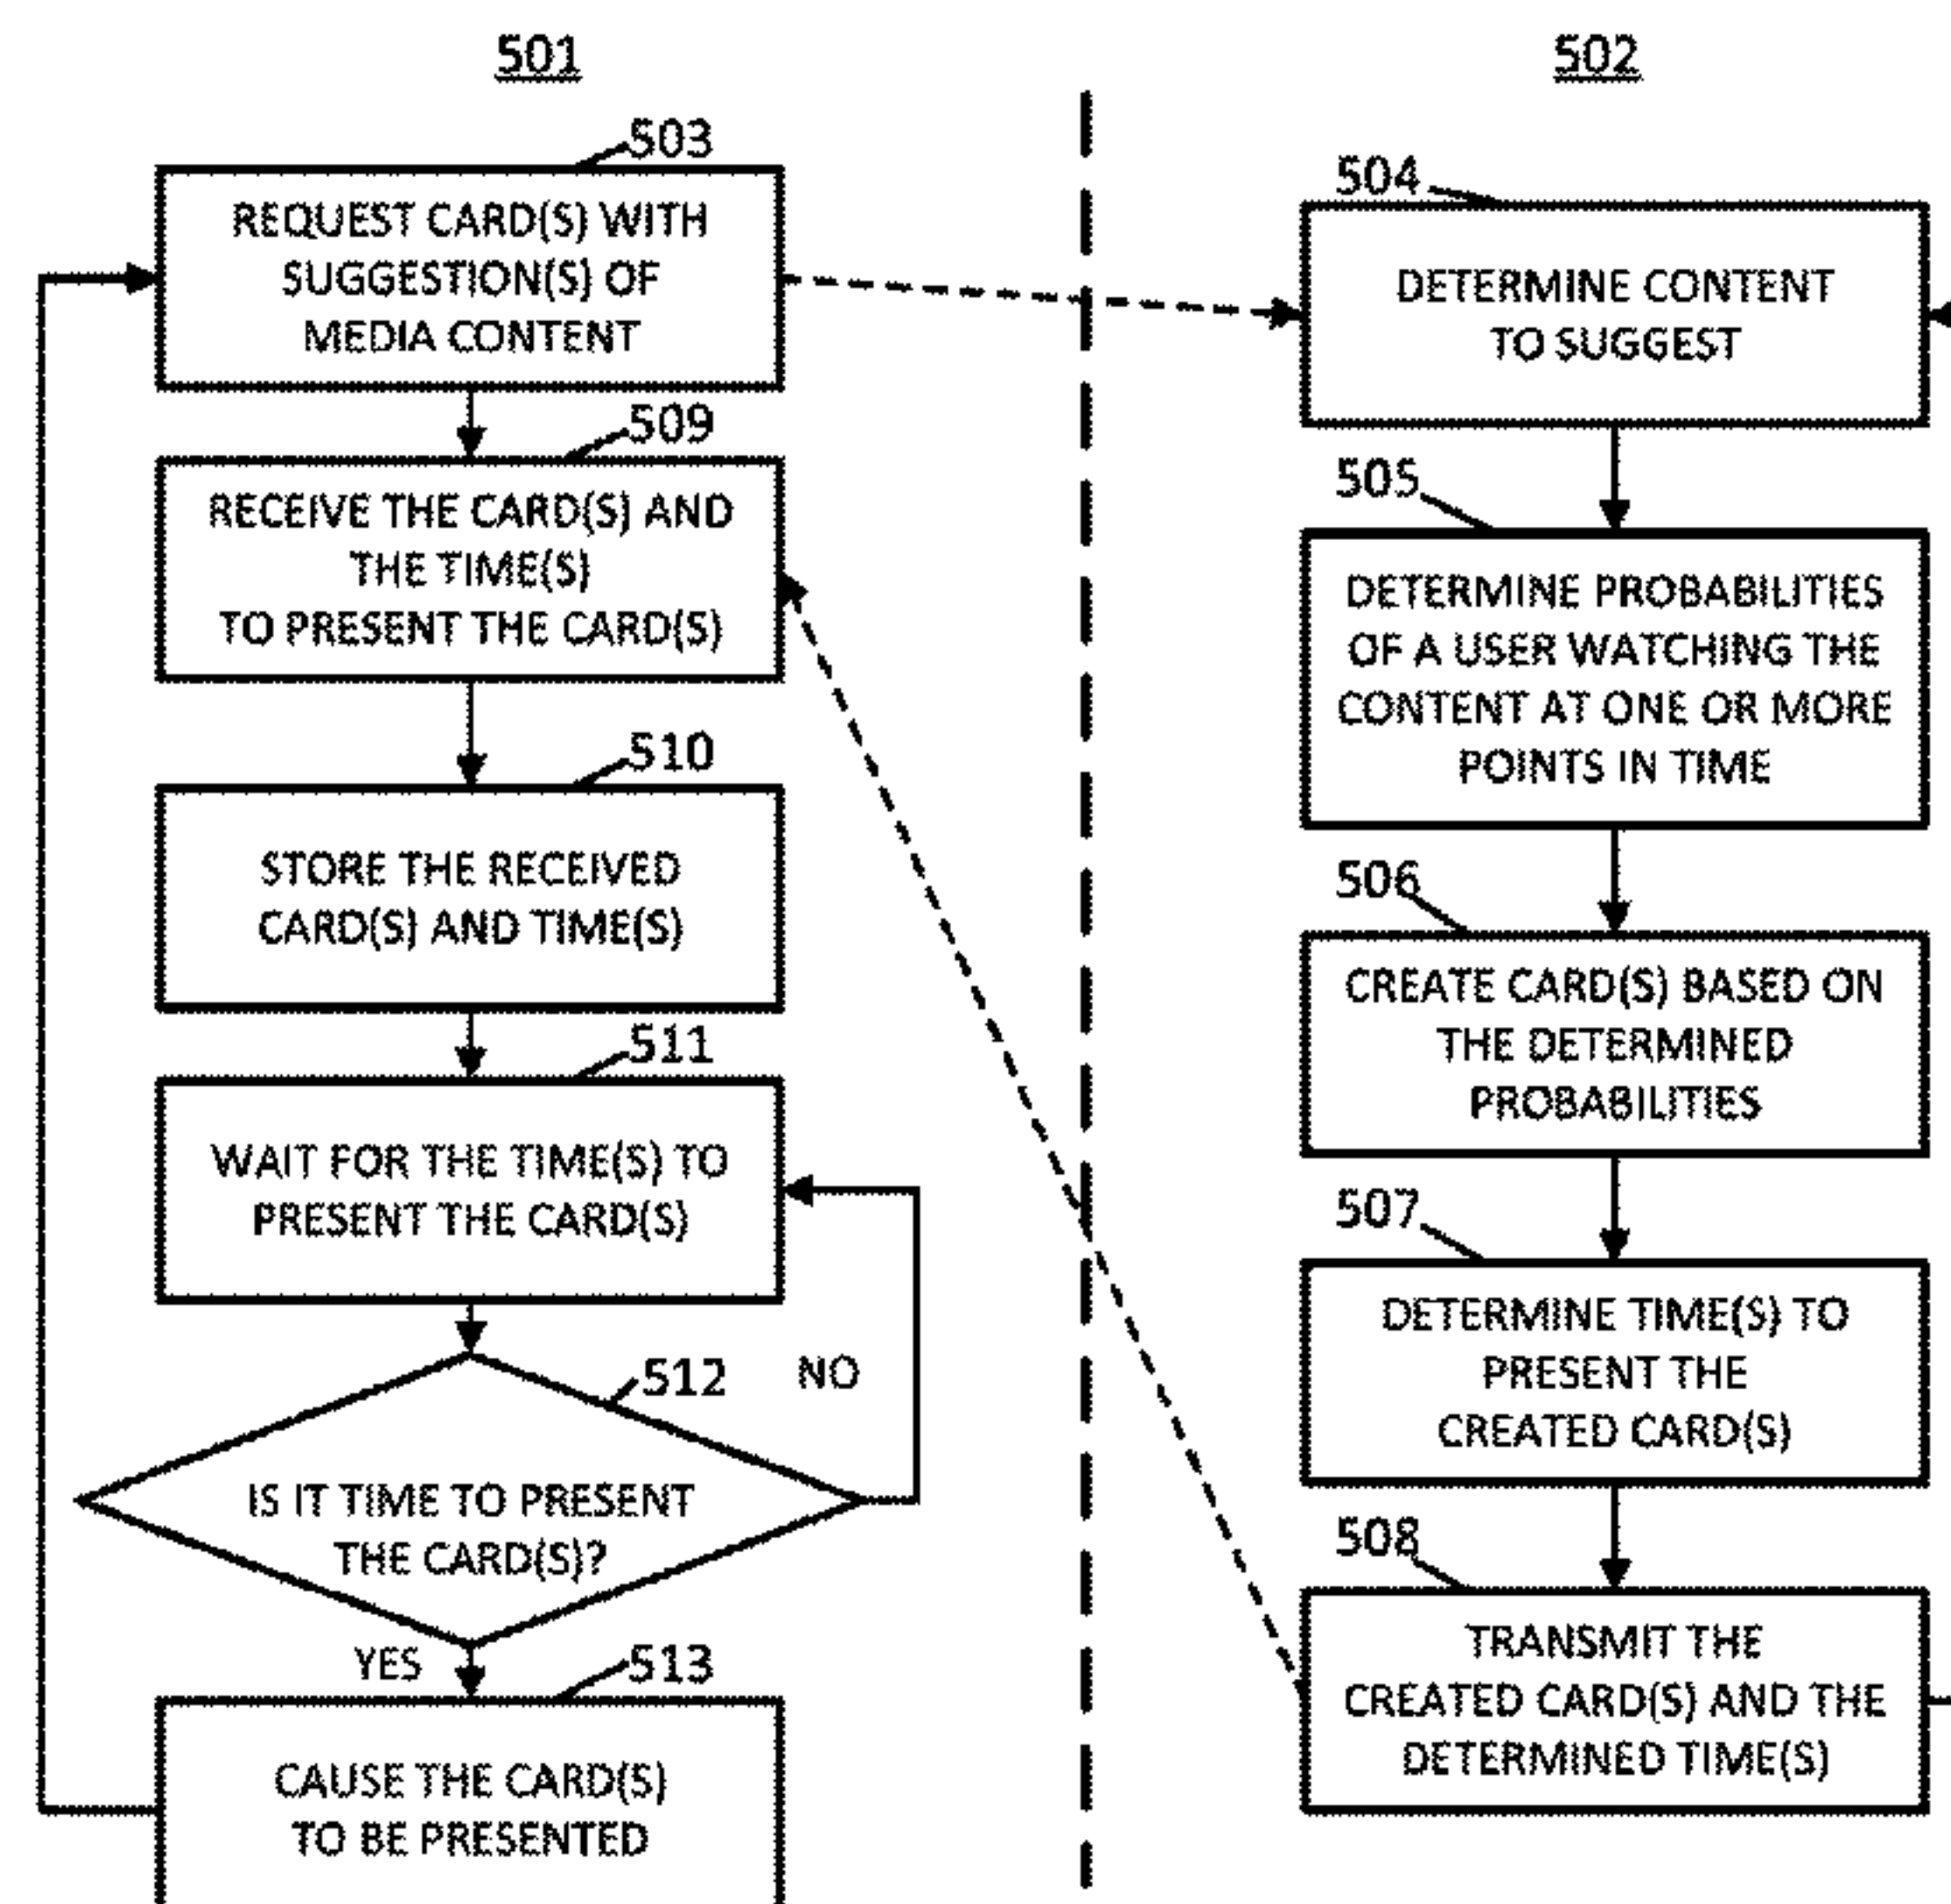 501
503
REQUEST CARD(S) WITH
SUGGESTION(S) OF
MEDIA CONTENT
509
RECEIVE THE CARD(S) AND
THE TIME(S)
TO PRESENT THE CARD(S)
510
STORE THE RECEIVED
CARD(S) AND TIME(S)
511
WAIT FOR THE TIME(S) TO
PRESENT THE CARD(S)
512
NO
IS IT TIME TO PRESENT
THE CARD(S)?
YES
513
CAUSE THE CARD(S)
TO BE PRESENTED
502
504
DETERMINE CONTENT
TO SUGGEST
505
DETERMINE PROBABILITIES
OF A USER WATCHING THE
CONTENT AT ONE OR MORE
POINTS IN TIME
506
CREATE CARD(S) BASED ON
THE DETERMINED
PROBABILITIES
507
DETERMINE TIME(S) TO
PRESENT THE
CREATED CARD(S)
508
TRANSMIT THE
CREATED CARD(S) AND THE
DETERMINED TIME(S)